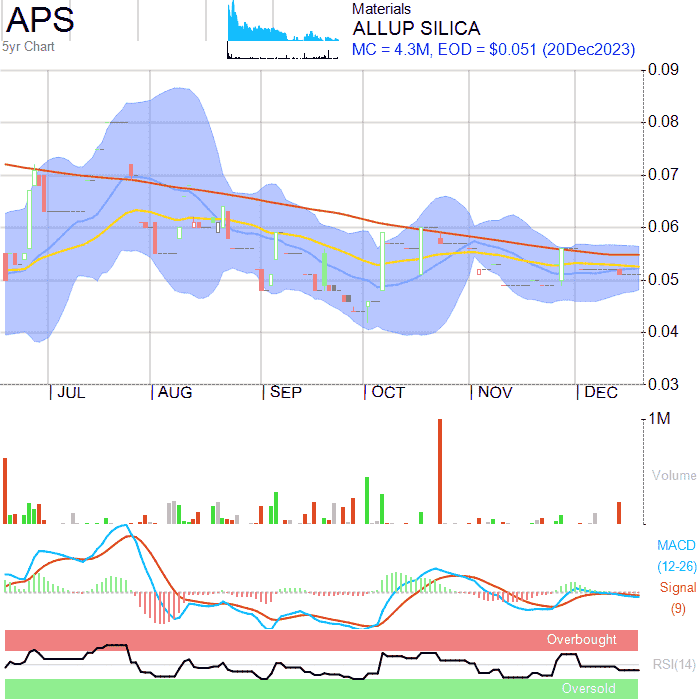 APS
5yr Chart
Materials
ALLUP SILICA
MC = 4.3M, EOD = $0.051 (20Dec2023)
0.09
0.08
0.07
0.06
0.05
0.04
0.03
JUL AUG SEP OCT NOV DEC
1M
Volume
MACD
(12-26)
Signal
(9)
Overbought
RSI(14)
Oversold